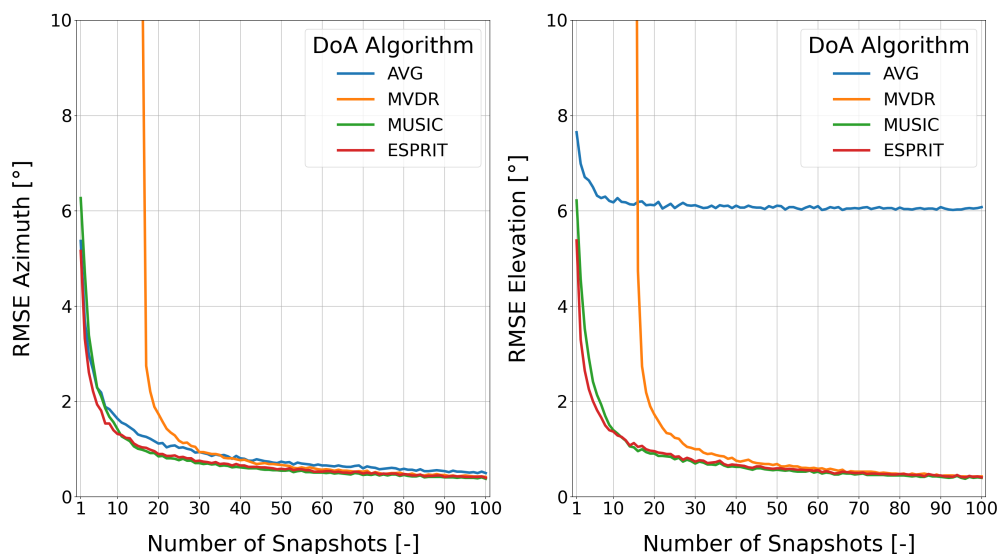 10
8
6
4
2
0
RMSE Azimuth [°]
DoA Algorithm
AVG
MVDR
MUSIC
ESPRIT
1 10 20 30 40 50 60 70 80 90 100
Number of Snapshots [-]
10
8
6
4
2
0
RMSE Elevation [°]
DoA Algorithm
AVG
MVDR
MUSIC
ESPRIT
1 10 20 30 40 50 60 70 80 90 100
Number of Snapshots [-]